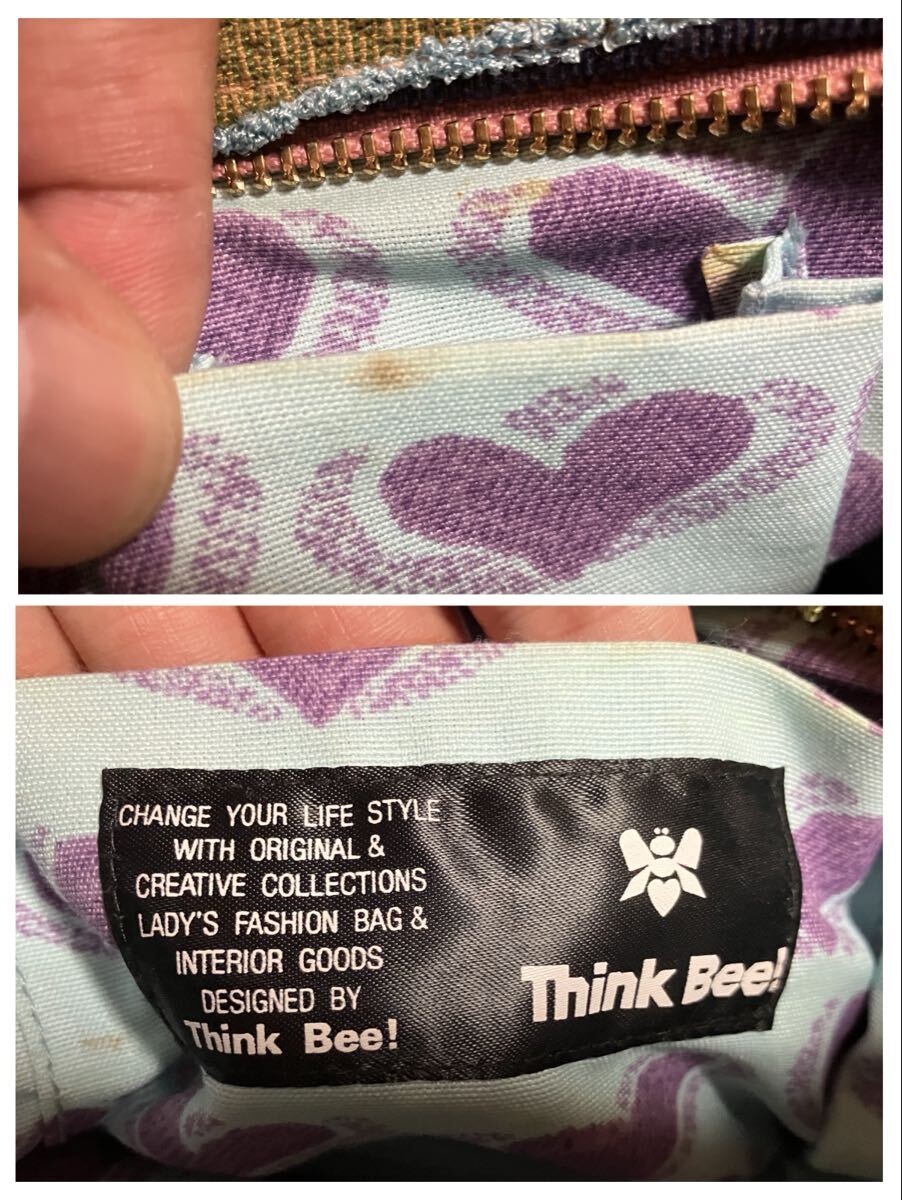 CHANGE YOUR LIFE STYLE
WITH ORIGINAL &
CREATIVE COLLECTIONS
LADY'S FASHION BAG &
INTERIOR GOODS
DESIGNED BY
Think Bee!
Think Bee!